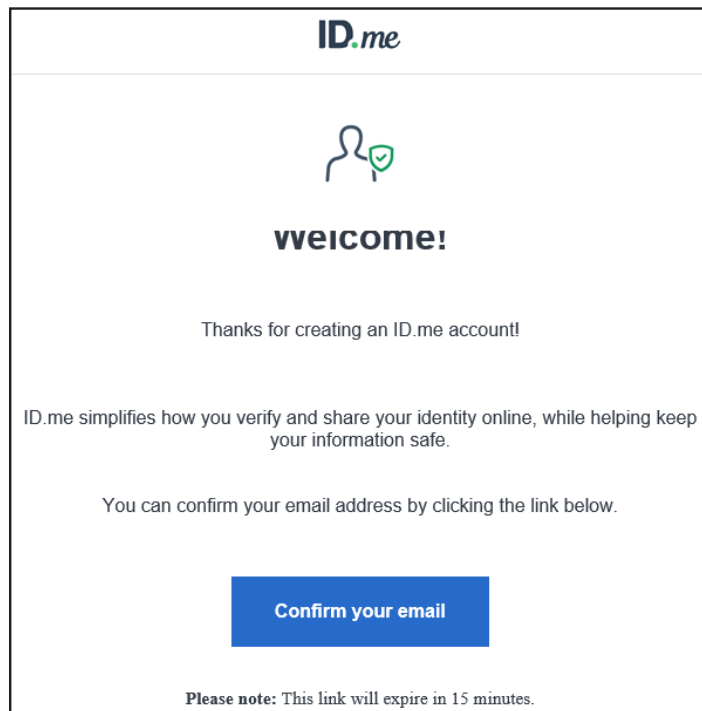 ID.me
Welcome!
Thanks for creating an ID.me account!
ID.me simplifies how you verify and share your identity online, while helping keep
your information safe.
You can confirm your email address by clicking the link below.
Confirm your email
Please note: This link will expire in 15 minutes.